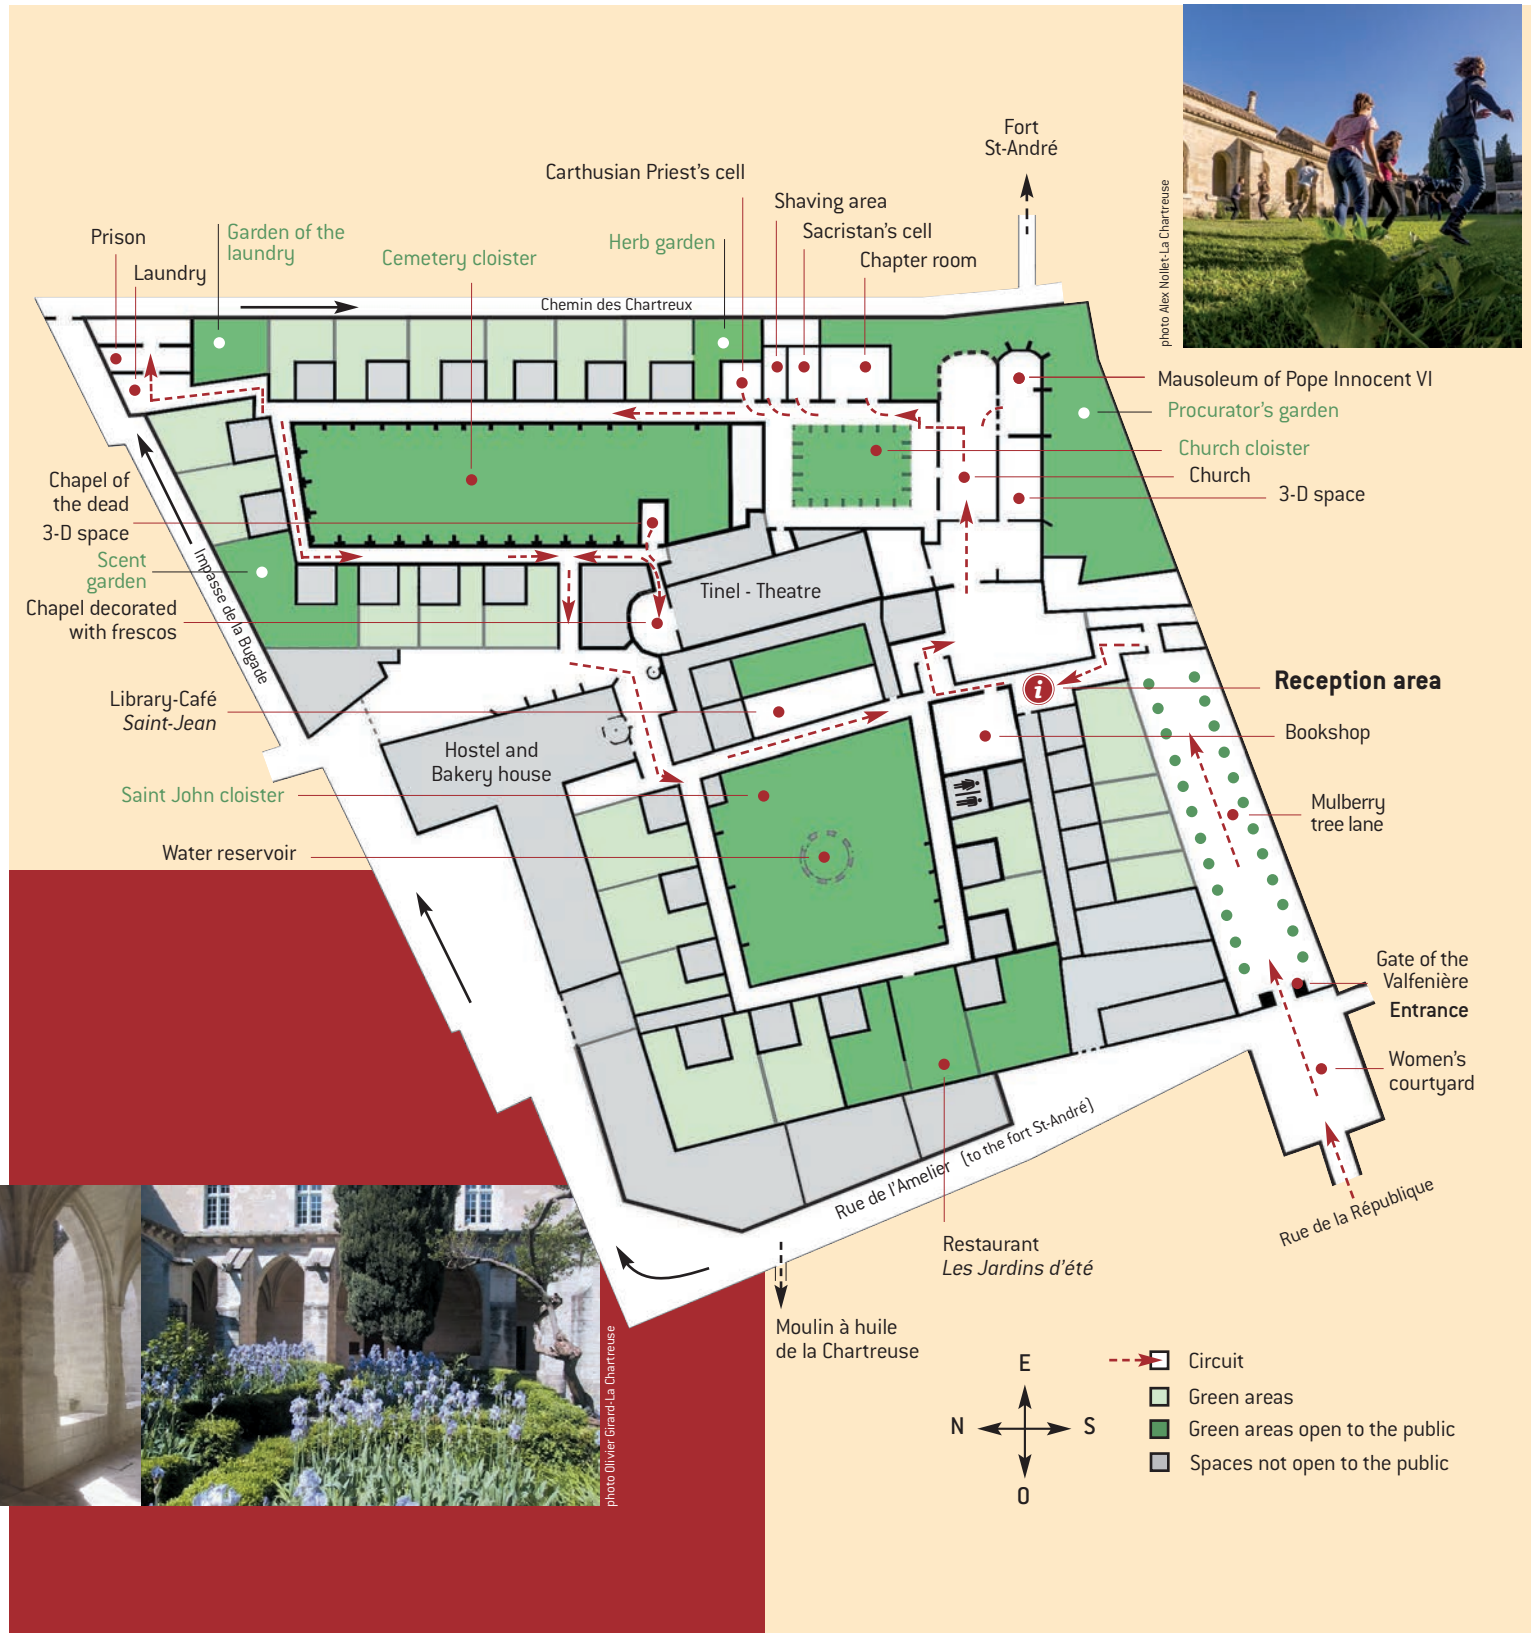 Fort
St-André
Carthusian Priest's cell
Shaving area
Sacristan's cell
Chapter room
Prison
Laundry
Garden of the
laundry
Cemetery cloister
Herb garden
Chemin des Chartreux
photo Alex Nollet-La Chartreuse
Mausoleum of Pope Innocent VI
Procurator's garden
Church cloister
Church
3-D space
Chapel of
the dead
3-D space
Scent
garden
Chapel decorated
with frescos
Impasse de la Bugade
Tinel - Theatre
Library-Café
Saint-Jean
Hostel and
Bakery house
i
Reception area
Bookshop
Saint John cloister
Mulberry
tree lane
Water reservoir
Gate of the
Valfenière
Entrance
Women's
courtyard
Rue de l'Amelier (to the fort St-André)
Rue de la République
Restaurant
Les Jardins d'été
Moulin à huile
de la Chartreuse
photo Olivier Girard-La Chartreuse
E
N
S
O
Circuit
Green areas
Green areas open to the public
Spaces not open to the public